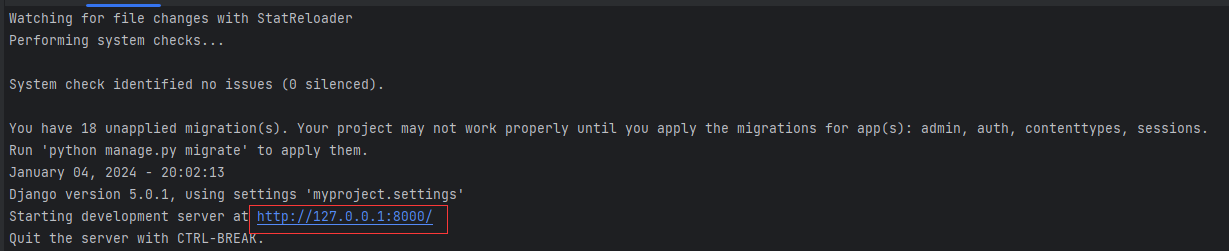 Watching for file changes with StatReloader
Performing system checks...
System check identified no issues (0 silenced).
You have 18 unapplied migration(s). Your project may not work properly until you apply the migrations for app(s): admin, auth, contenttypes, sessions.
Run 'python manage.py migrate' to apply them.
January 04, 2024 - 20:02:13
Django version 5.0.1, using settings 'myproject.settings'
Starting development server at http://127.0.0.1:8000/
Quit the server with CTRL-BREAK.